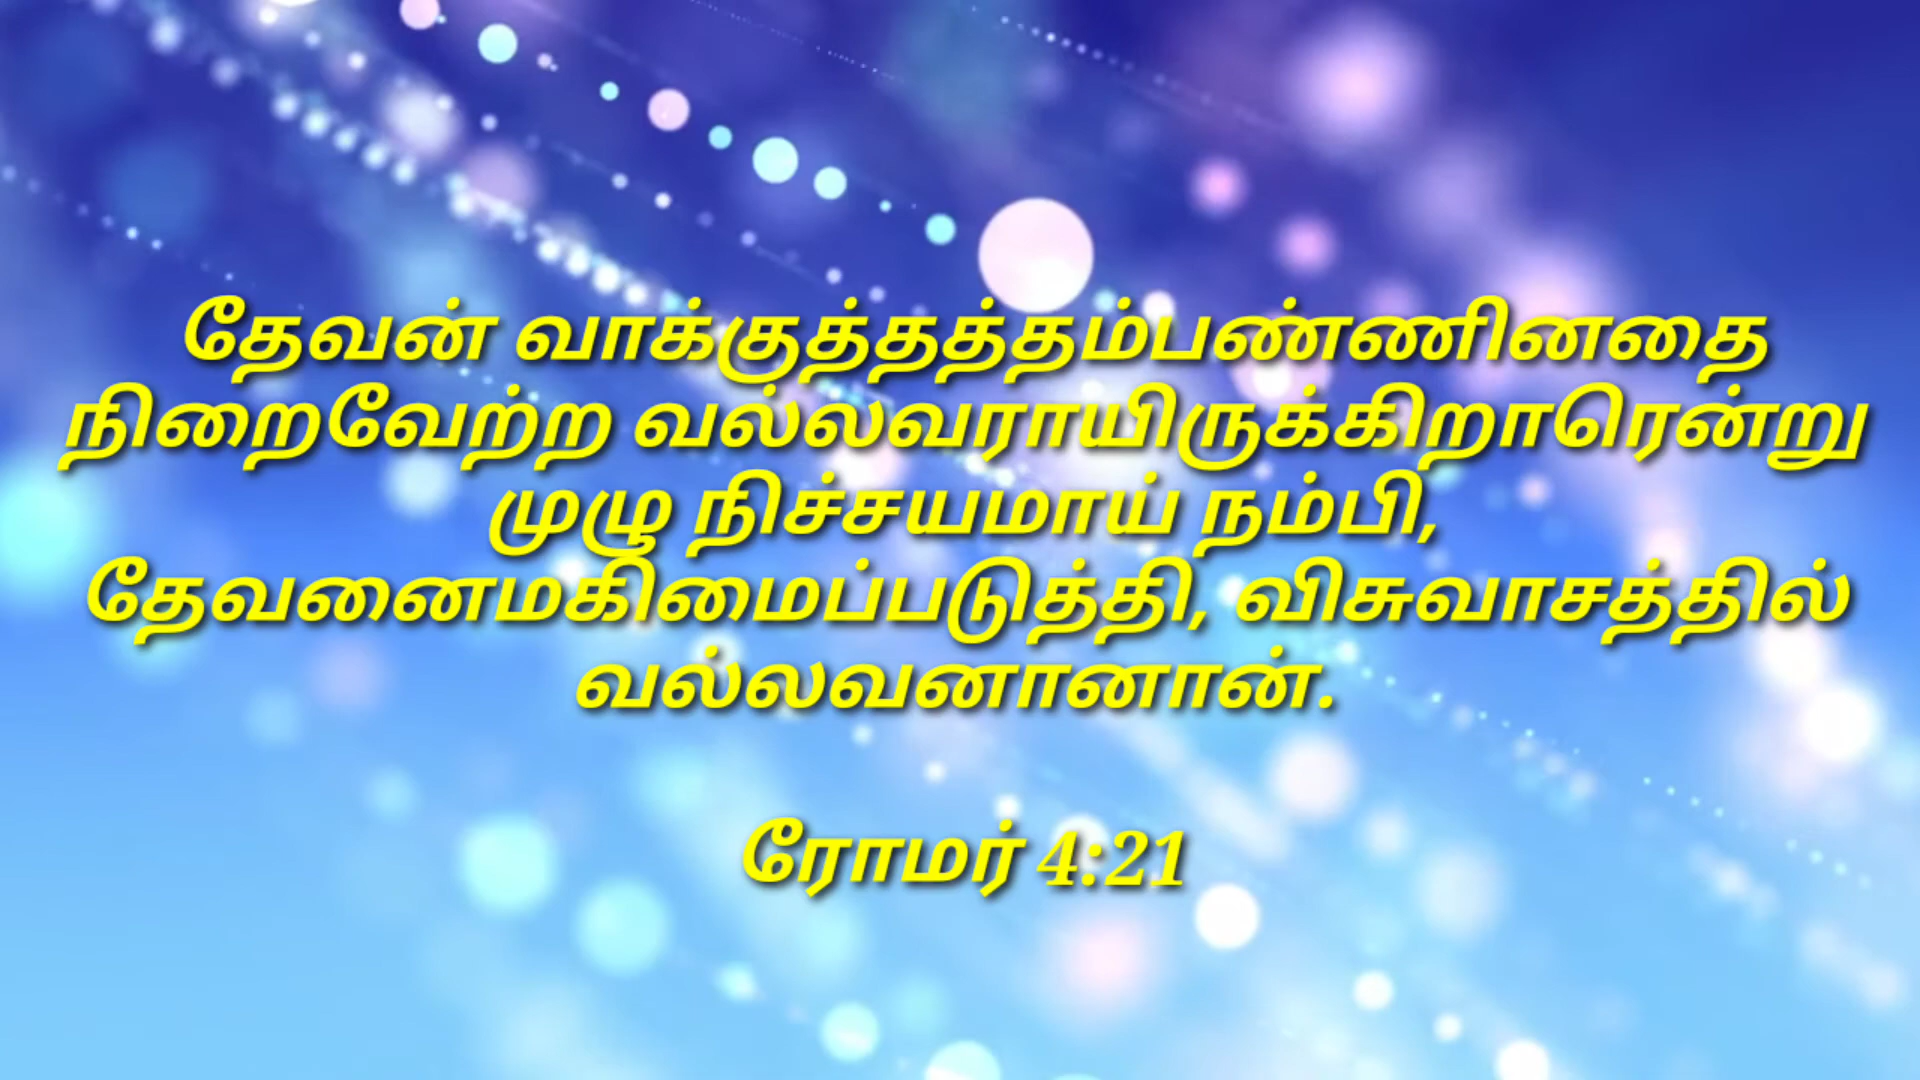 தேவன் வாக்குத்தத்தம்பண்ணினதை
நிறைவேற்ற வல்லவராயிருக்கிறாரென்று
முழு நிச்சயமாய் நம்பி,
தேவனைமகிமைப்படுத்தி, விசுவாசத்தில்
வல்லவனானான்.
ரோமர் 4:21